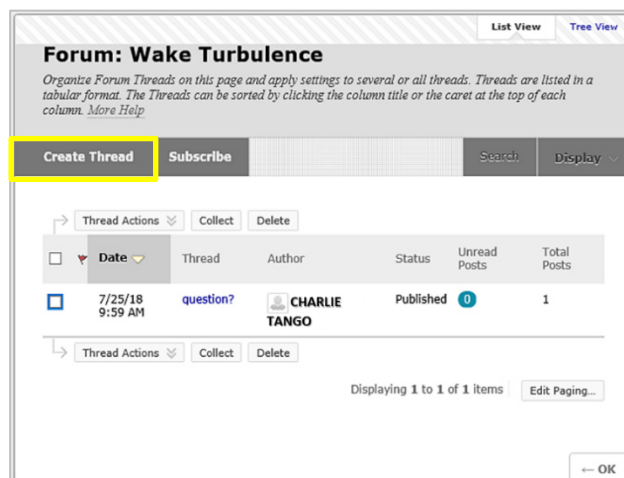 List View Tree View
Forum: Wake Turbulence
Organize Forum Threads on this page and apply settings to several or all threads. Threads are listed in a
tabular format. The Threads can be sorted by clicking the column title or the caret at the top of each
column. More Help
Create Thread Subscribe Search Display
Thread Actions Collect Delete
Date Thread Author Status Unread Posts Total Posts
7/25/18 9:59 AM question? CHARLIE TANGO Published 0 1
Thread Actions Collect Delete
Displaying 1 to 1 of 1 items Edit Paging...
← OK